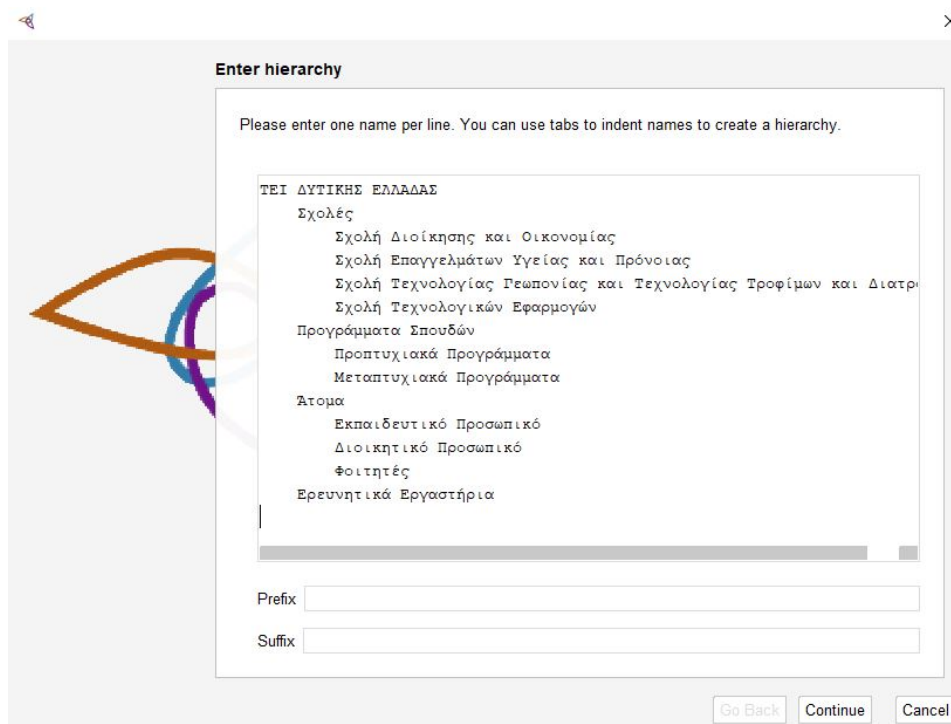 Enter hierarchy
Please enter one name per line. You can use tabs to indent names to create a hierarchy.
ΤΕΙ ΔΥΤΙΚΗΣ ΕΛΛΑΔΑΣ
Σχολές
Σχολή Διοίκησης και Οικονομίας
Σχολή Επαγγελμάτων Υγείας και Πρόνοιας
Σχολή Τεχνολογίας Γεωπονίας και Τεχνολογίας Τροφίμων και Διατρ
Σχολή Τεχνολογικών Εφαρμογών
Προγράμματα Σπουδών
Προπτυχιακά Προγράμματα
Μεταπτυχιακά Προγράμματα
Άτομα
Εκπαιδευτικό Προσωπικό
Διοικητικό Προσωπικό
Φοιτητές
Ερευνητικά Εργαστήρια
Prefix
Suffix
Go Back Continue Cancel